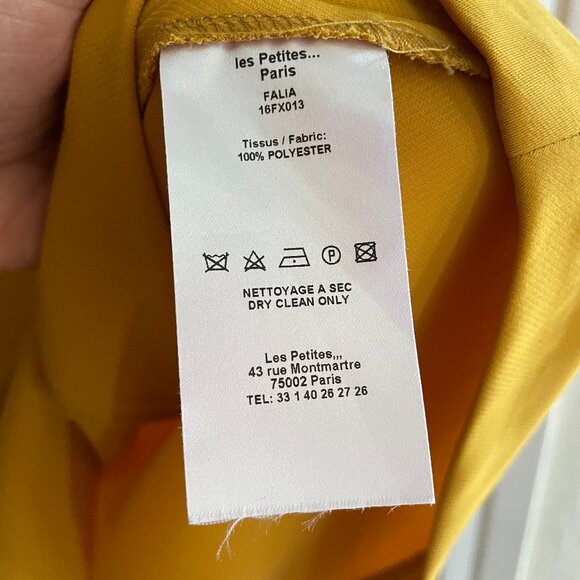 les Petites...
Paris
FALIA
16FX013
Tissus / Fabric:
100% POLYESTER
P
NETTOYAGE A SEC
DRY CLEAN ONLY
Les Petites,,,
43 rue Montmartre
75002 Paris
TEL: 33 1 40 26 27 26